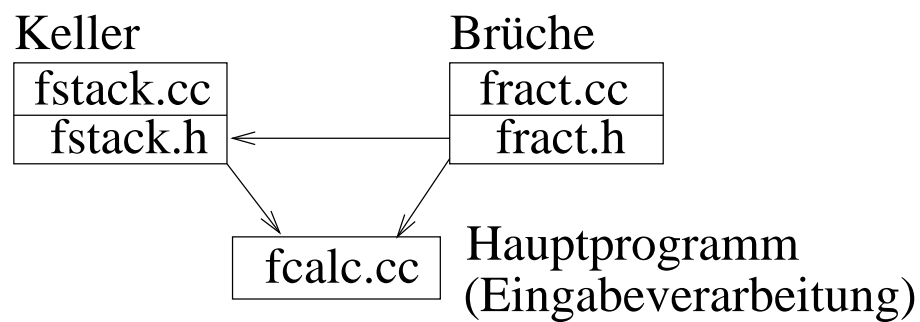 Keller
fstack.cc
fstack.h
Brüche
fract.cc
fract.h
fcalc.cc
Hauptprogramm
(Eingabeverarbeitung)